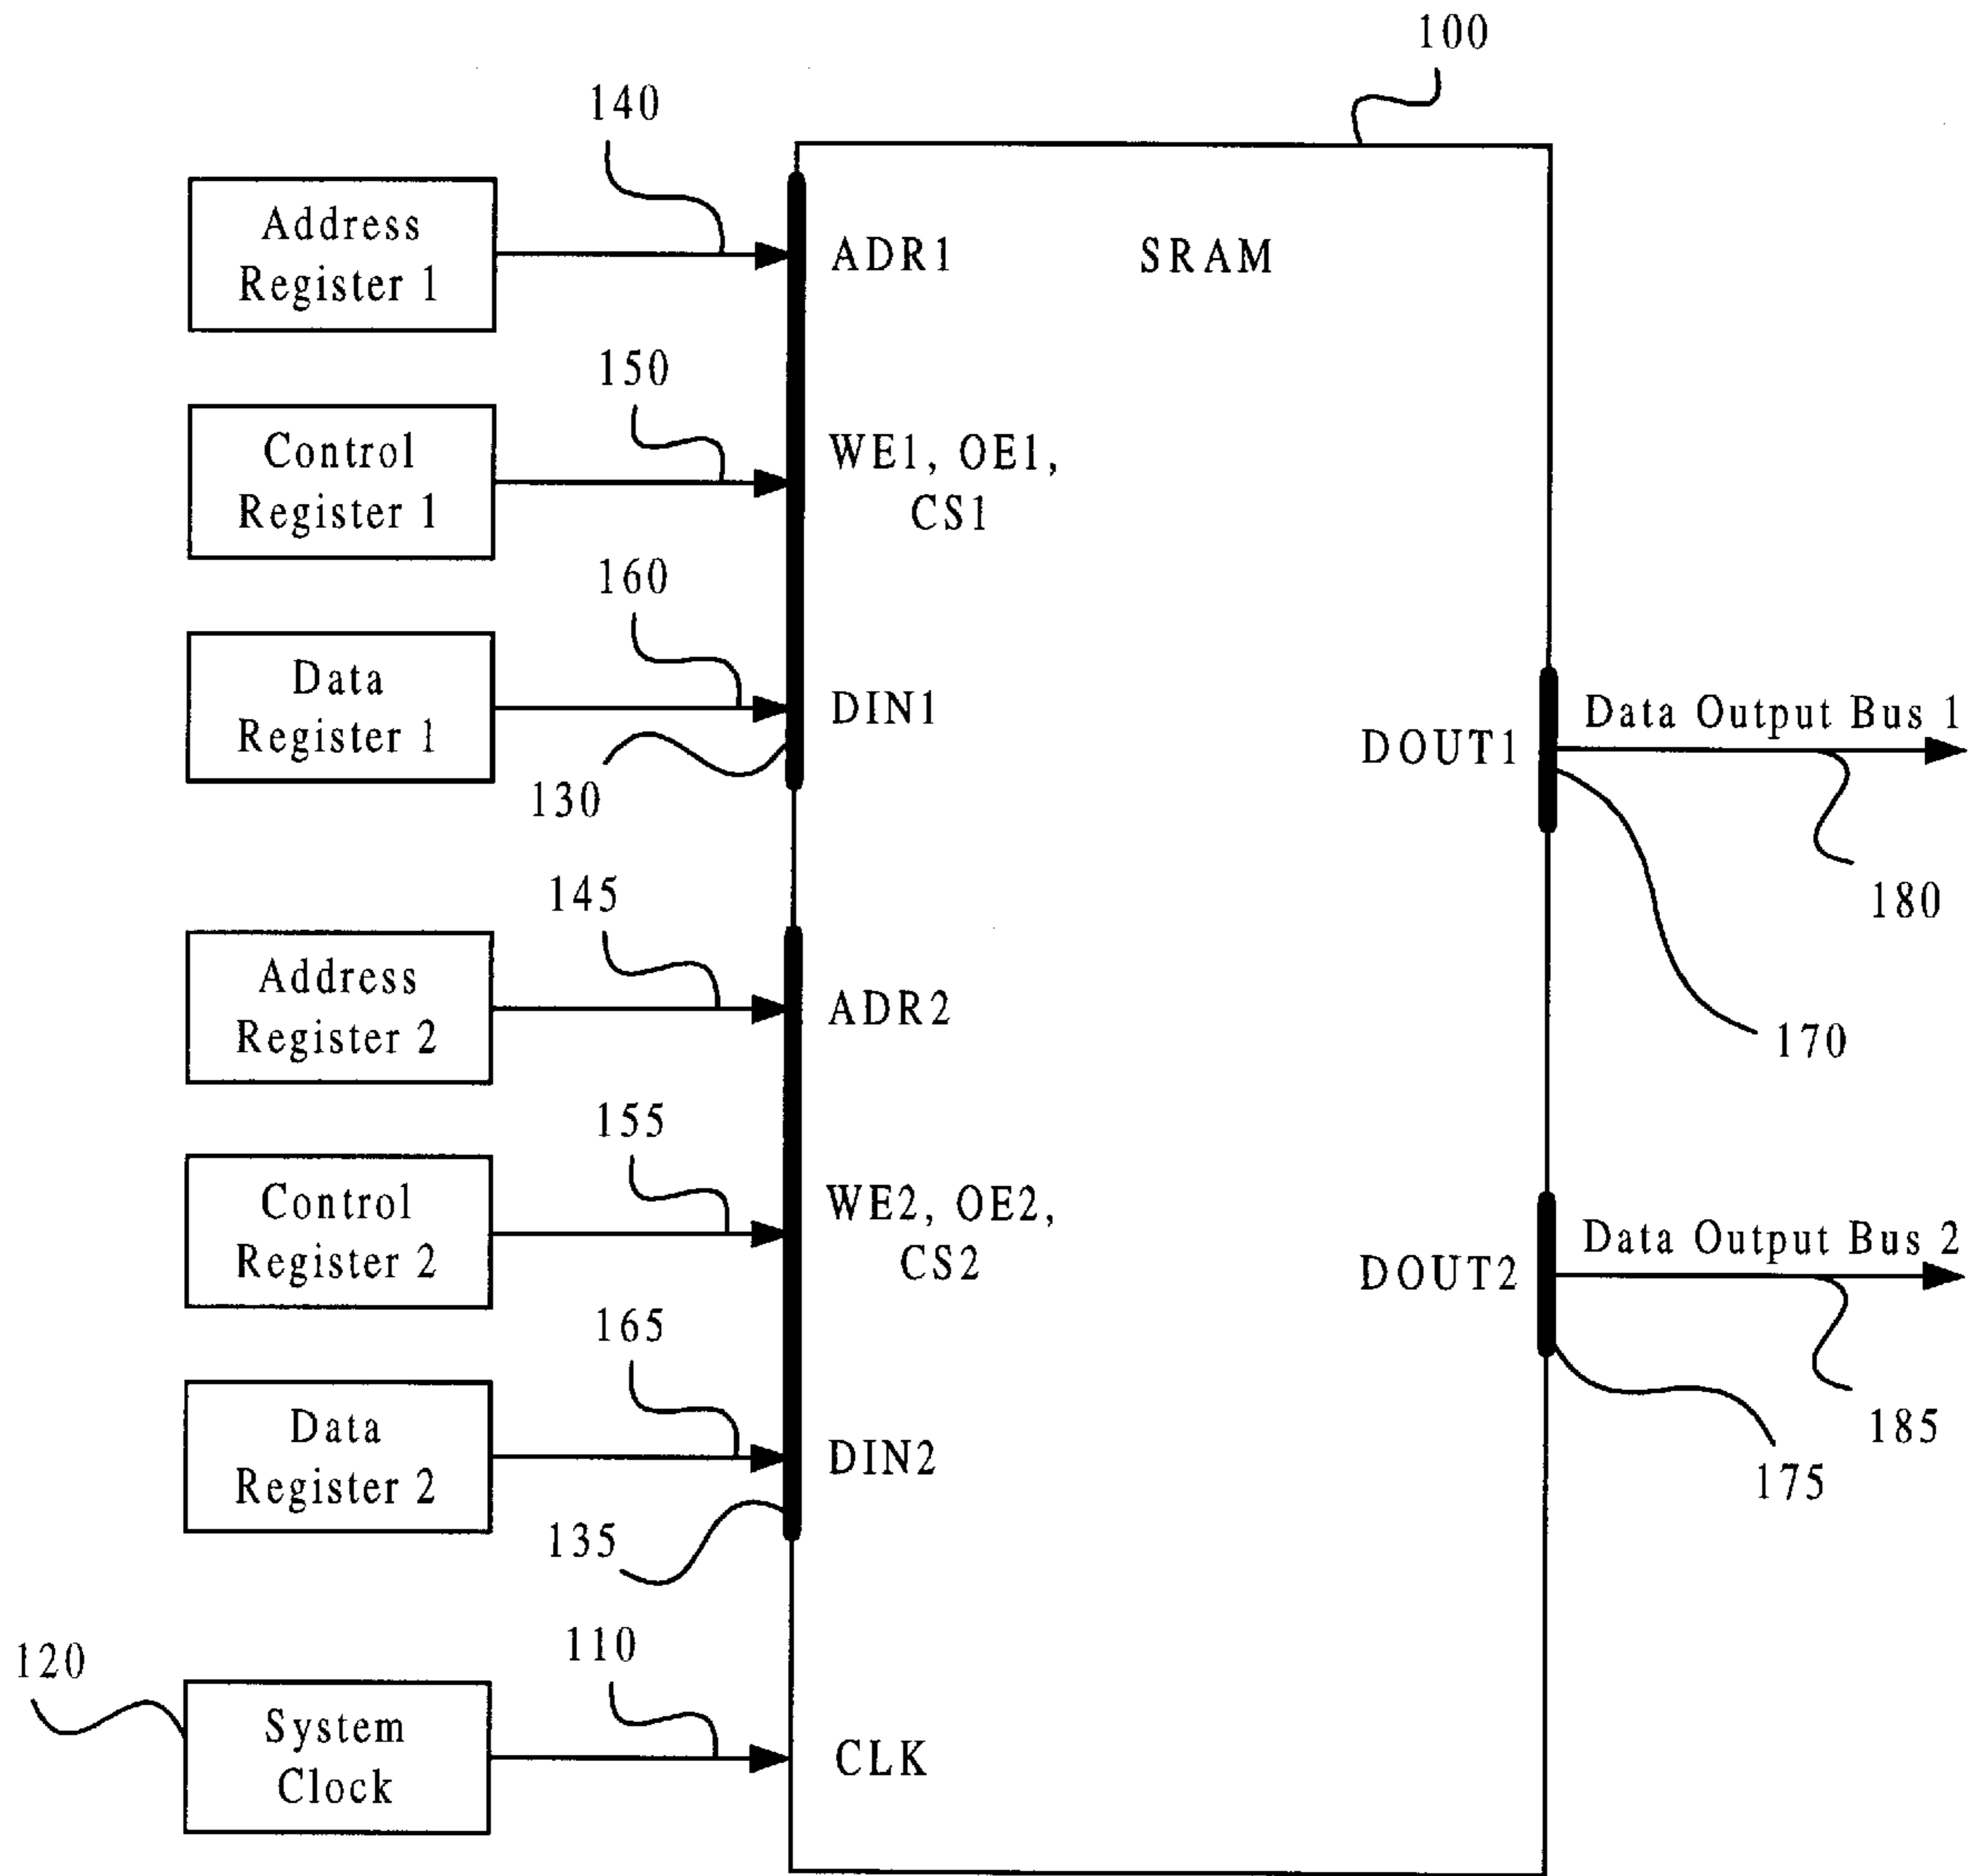 100
140
Address
Register 1
ADR1
SRAM
150
Control
Register 1
WE1, OE1,
CS1
160
Data
Register 1
DIN1
130
DOUT1
Data Output Bus 1
180
170
145
Address
Register 2
ADR2
155
Control
Register 2
WE2, OE2,
CS2
DOUT2
Data Output Bus 2
185
175
165
Data
Register 2
DIN2
135
120
110
System
Clock
CLK